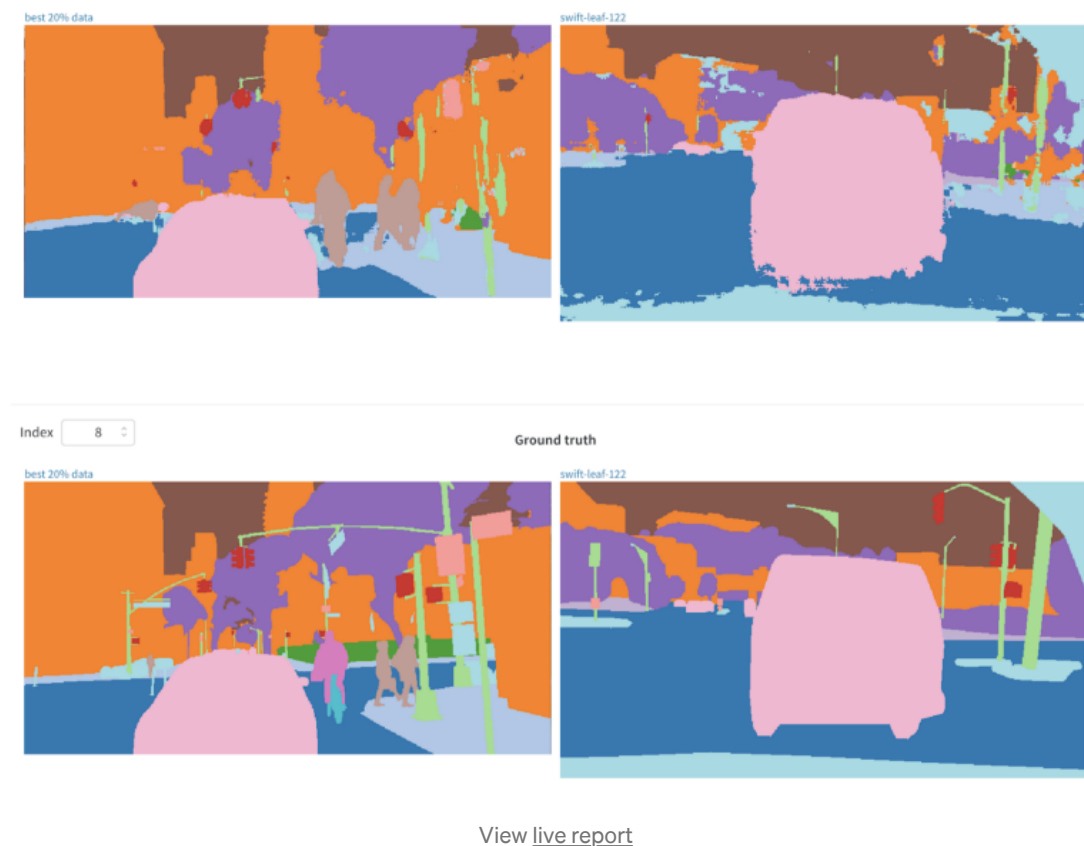 best 20% data
swift-leaf-122
Index 8
Ground truth
best 20% data
swift-leaf-122
View live report